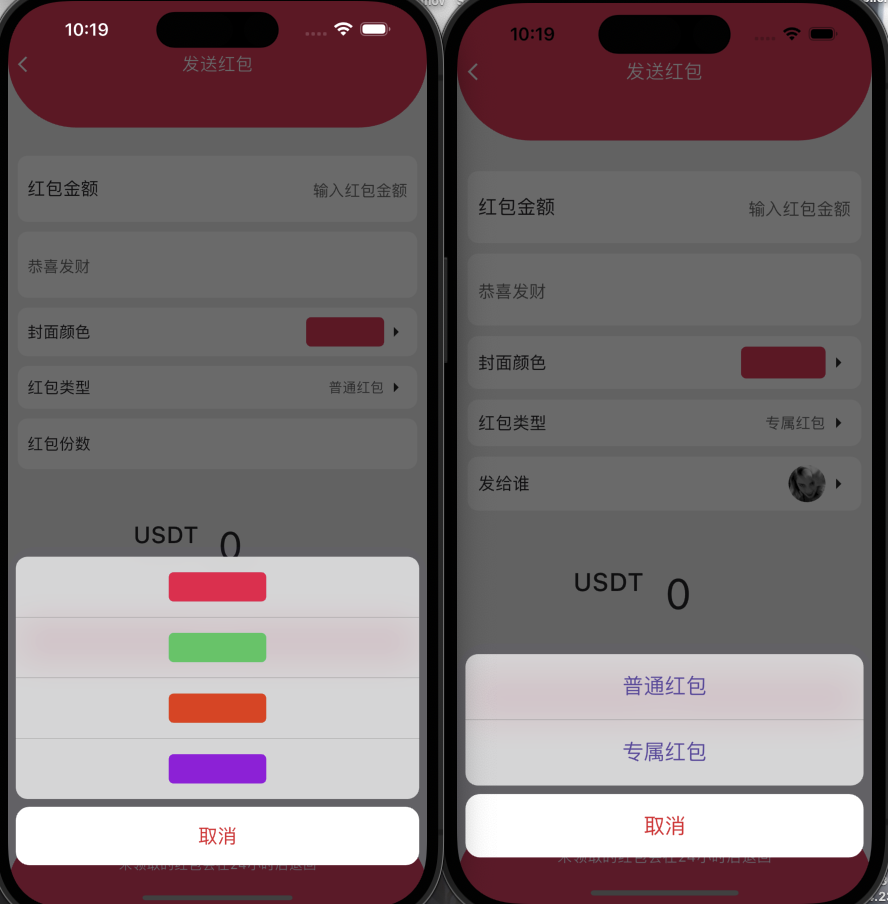 10:19
发送红包
红包金额
输入红包金额
恭喜发财
封面颜色
红包类型
普通红包
红包份数
USDT 0
取消
10:19
发送红包
红包金额
输入红包金额
恭喜发财
封面颜色
红包类型
专属红包
发给谁
USDT 0
普通红包
专属红包
取消